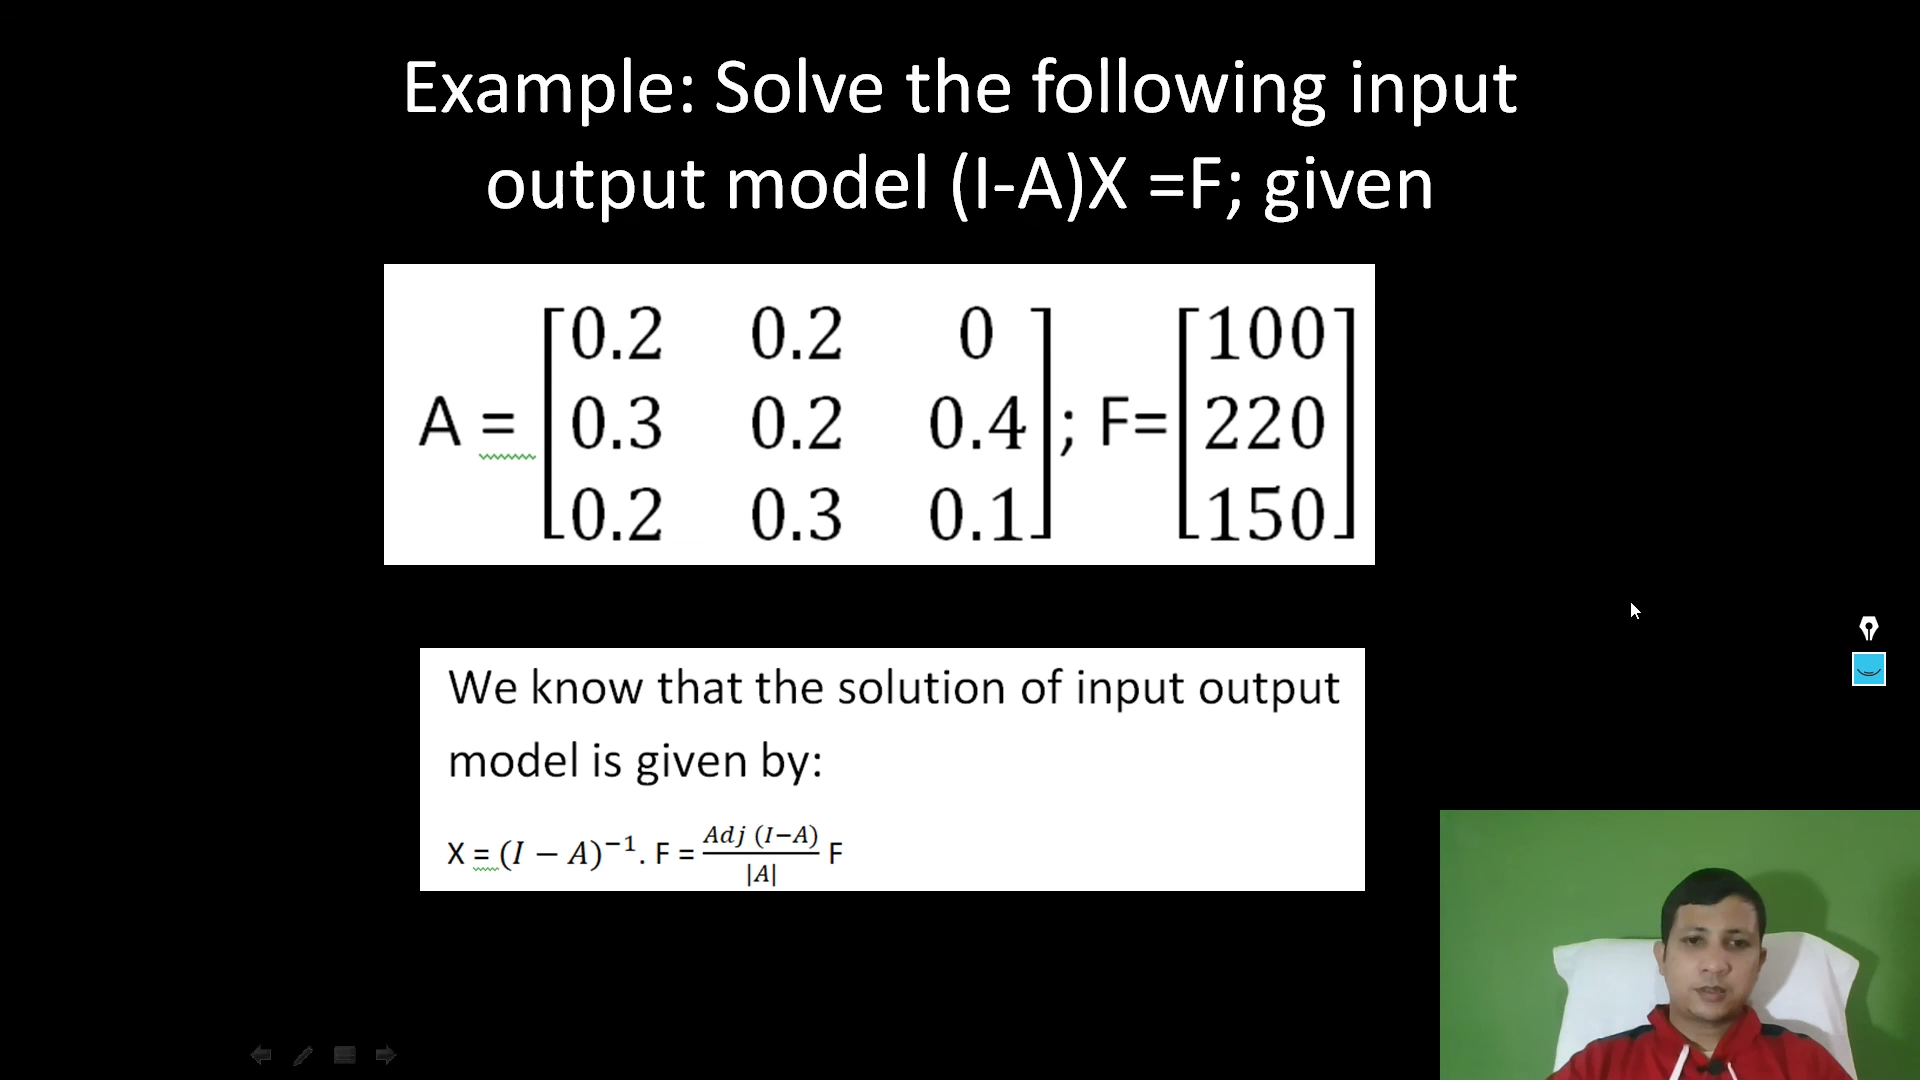 Example: Solve the following input
output model (I-A)X =F; given
A = [0.2 0.2 0
0.3 0.2 0.4
0.2 0.3 0.1] ; F= [100
220
150]
We know that the solution of input output
model is given by:
X = (I − A)⁻¹. F = Adj (I−A) / |A| F